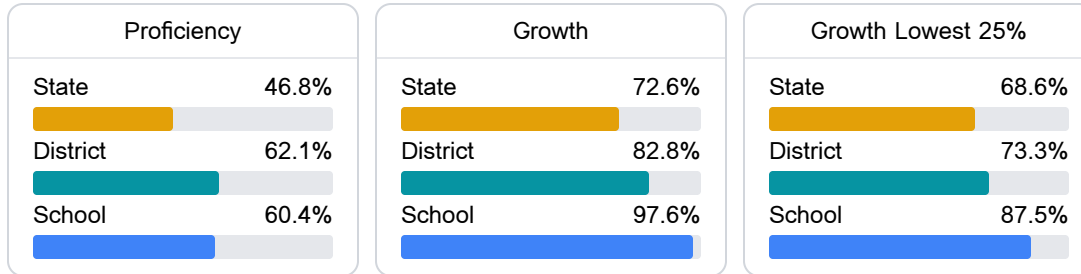 Proficiency
State 46.8%
District 62.1%
School 60.4%
Growth
State 72.6%
District 82.8%
School 97.6%
Growth Lowest 25%
State 68.6%
District 73.3%
School 87.5%